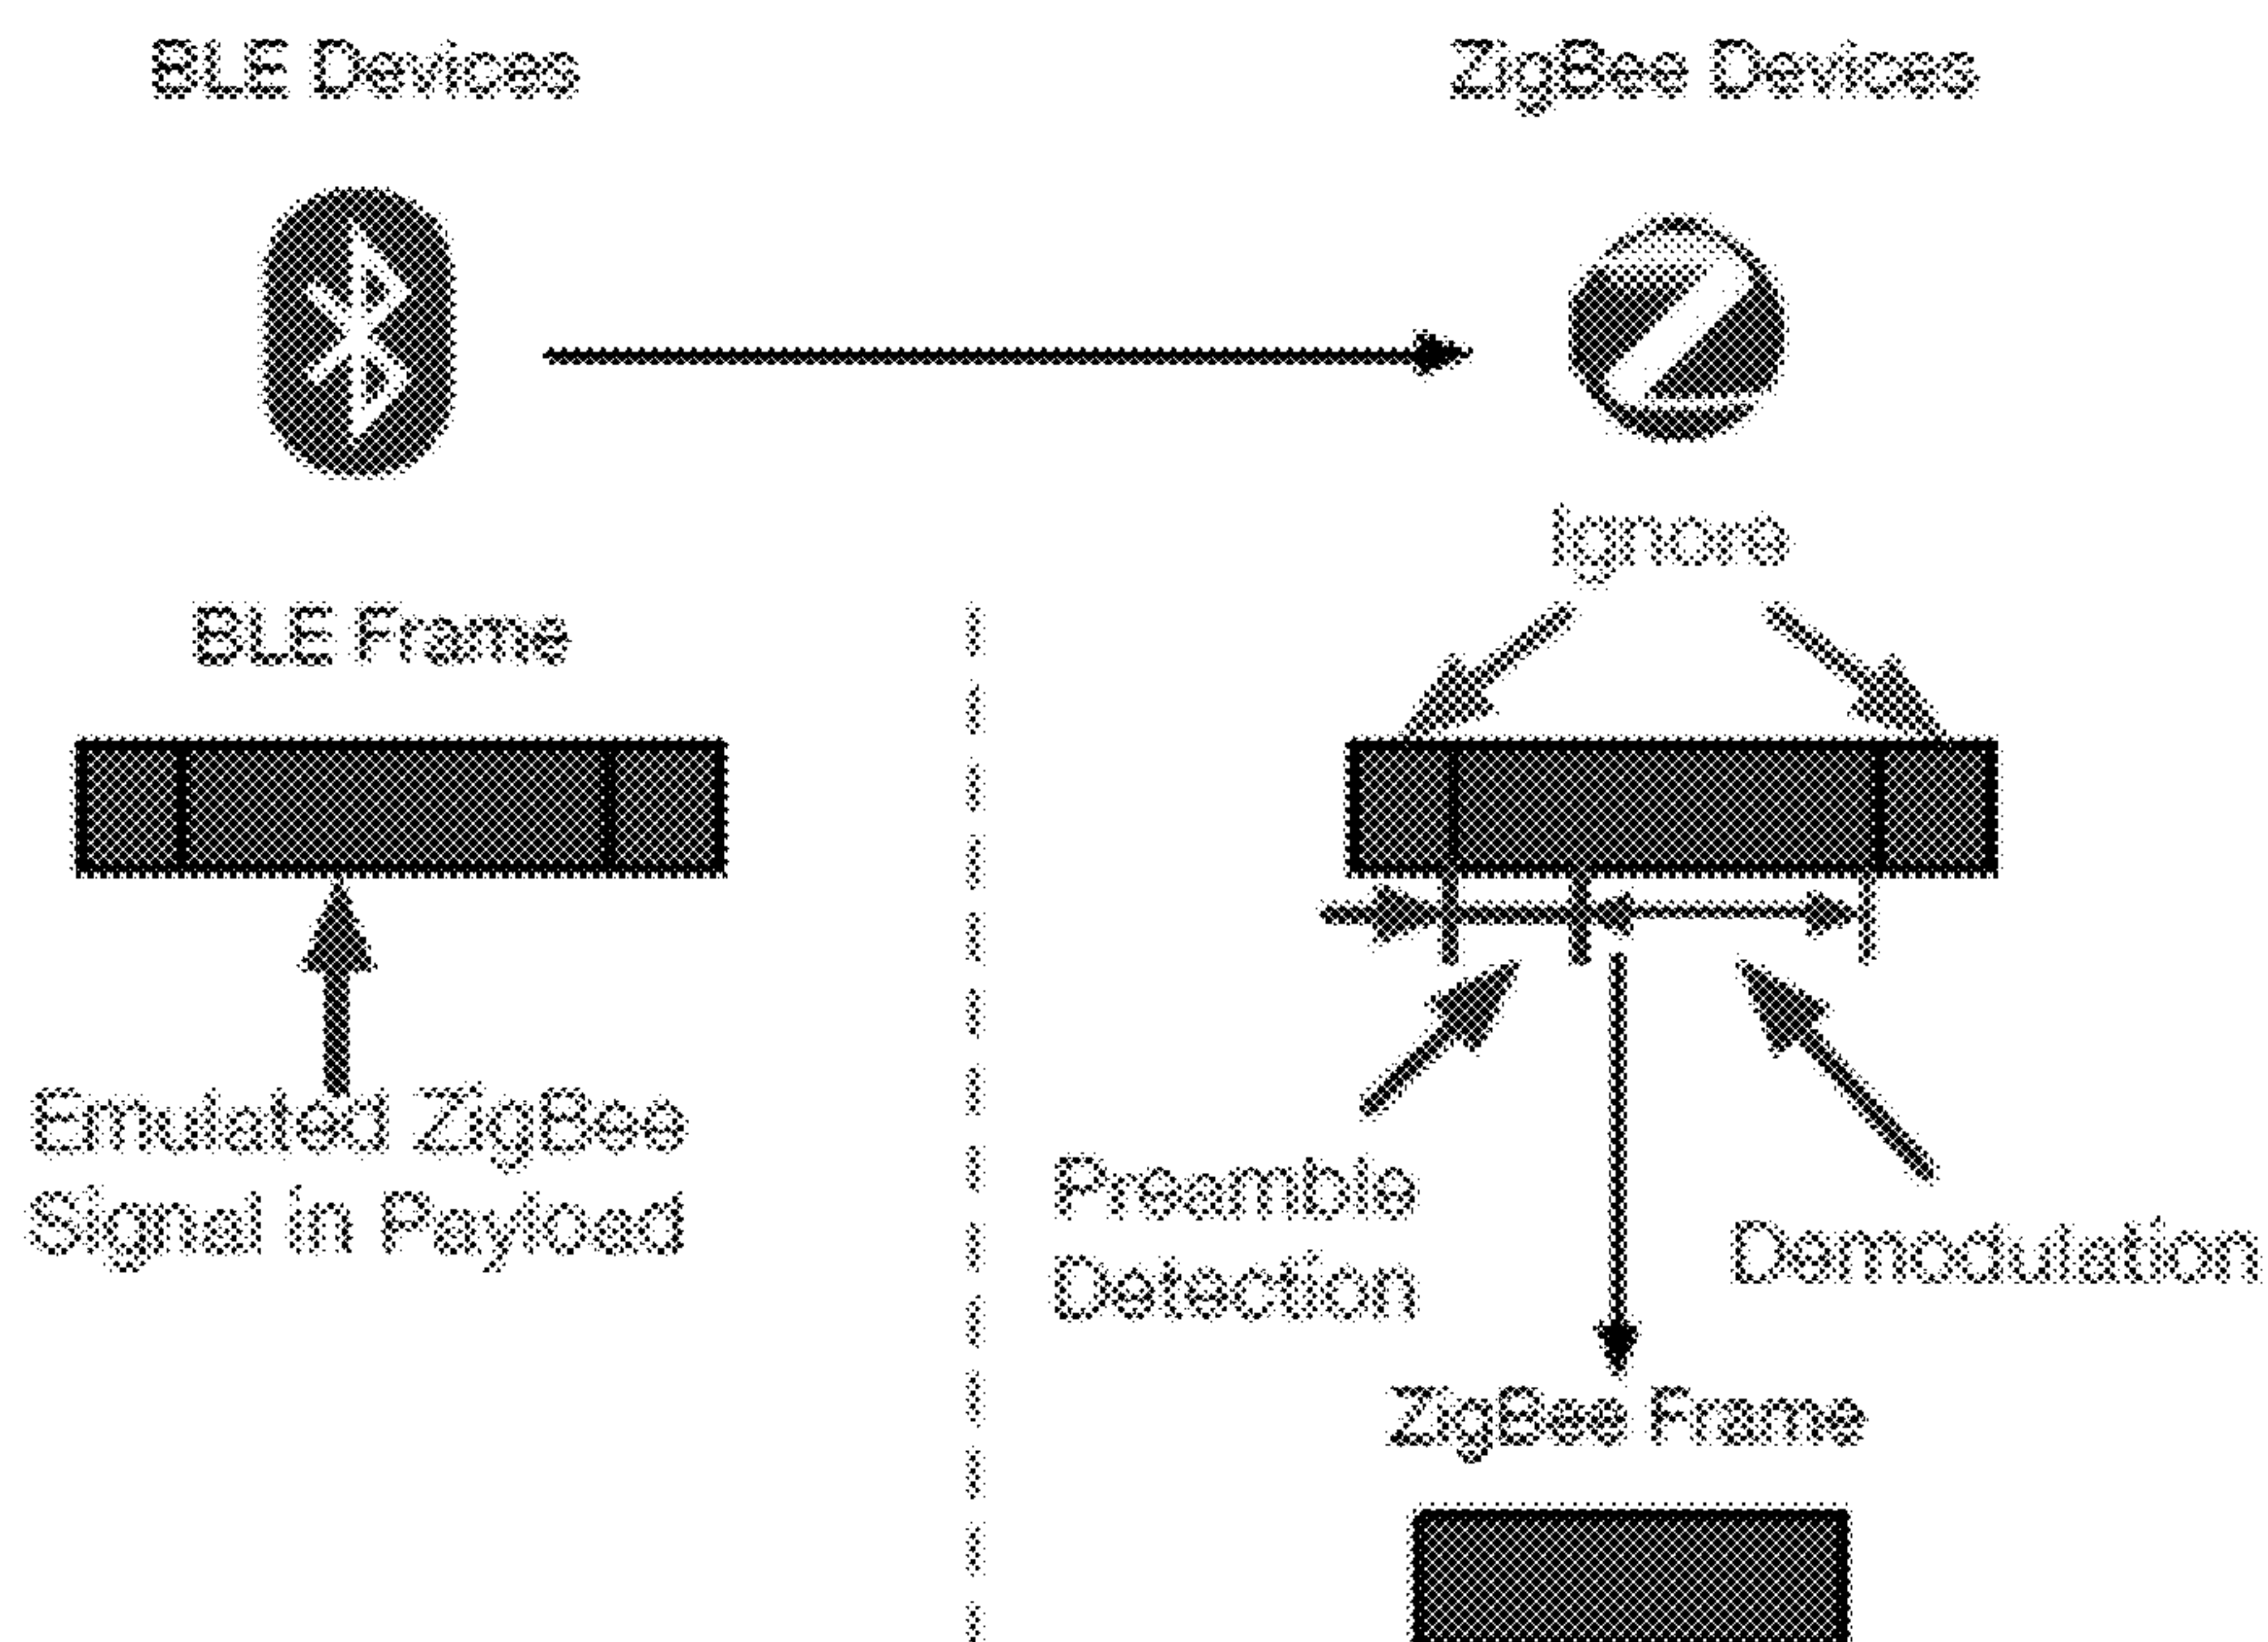 BLE Devices
ZigBee Devices
Ignore
BLE Frame
Emulated ZigBee
Signal in Payload
Preamble
Detection
Demodulation
ZigBee Frame